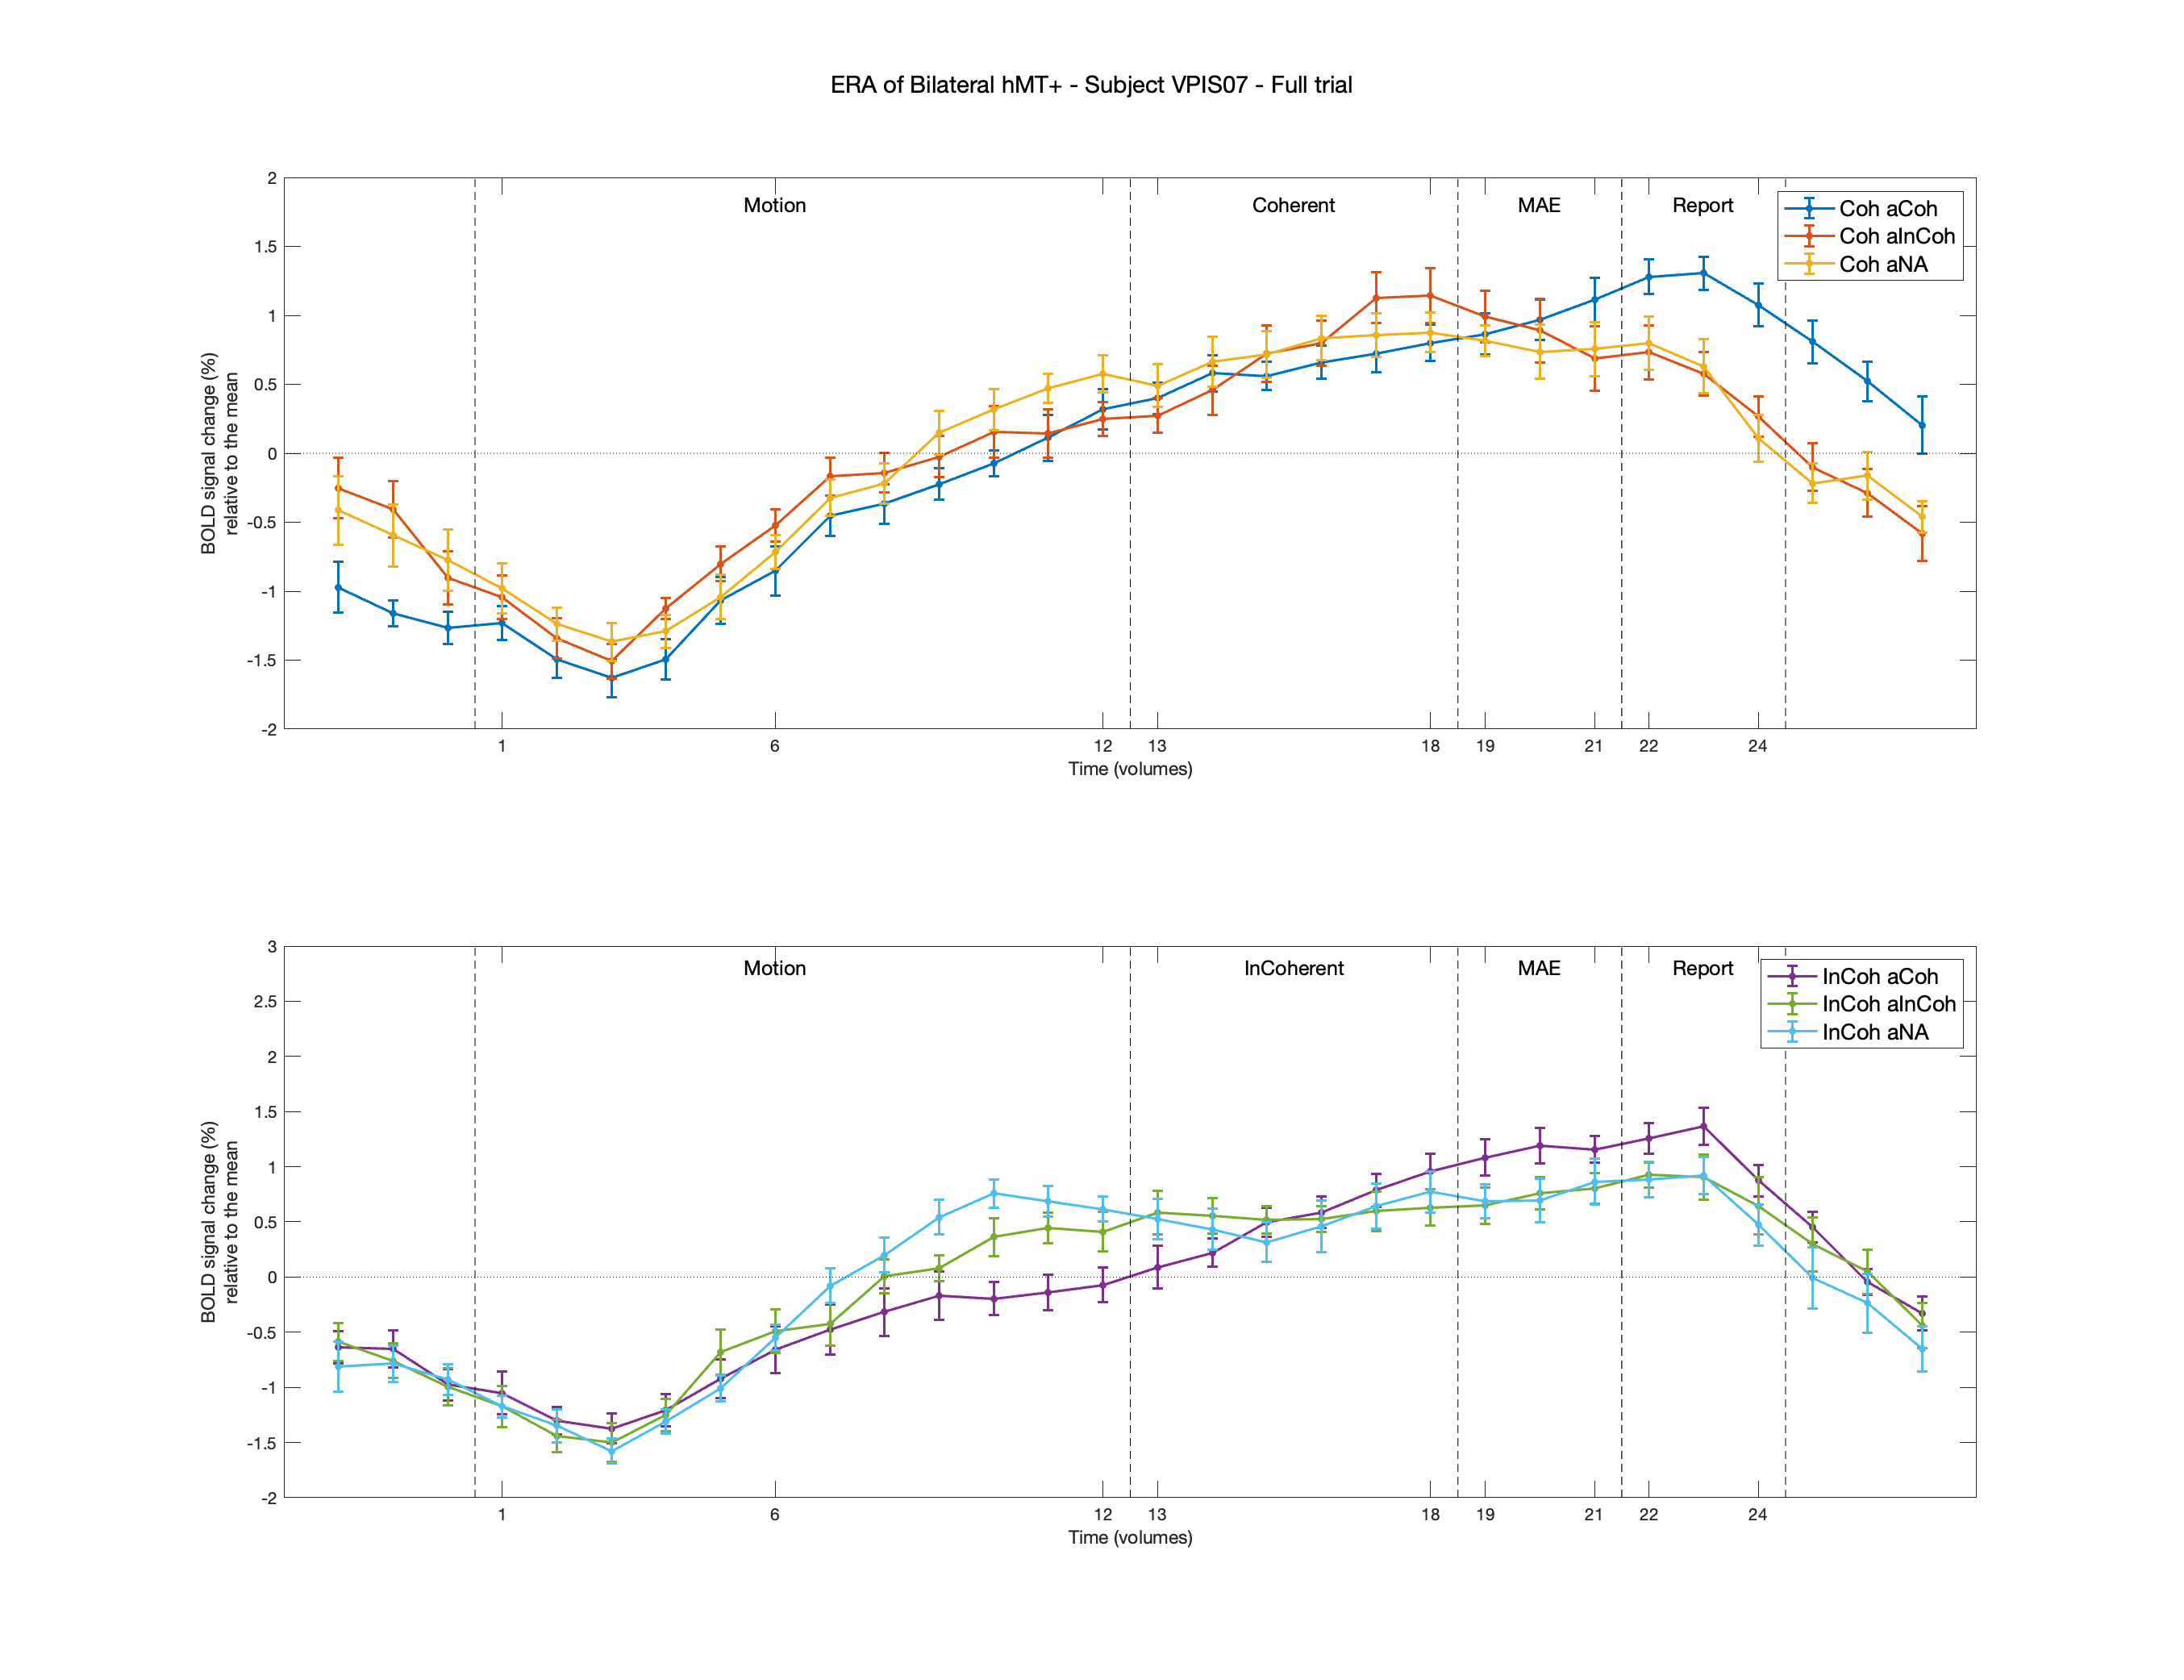 ERA of Bilateral hMT+ - Subject VPIS07 - Full trial
Motion Coherent MAE Report
Coh aCoh
Coh aInCoh
Coh aNA
2
1.5
1
0.5
0
-0.5
-1
-1.5
-2
BOLD signal change (%)
relative to the mean
1 6 12 13 18 19 21 22 24
Time (volumes)
Motion InCoherent MAE Report
InCoh aCoh
InCoh aInCoh
InCoh aNA
3
2.5
2
1.5
1
0.5
0
-0.5
-1
-1.5
-2
BOLD signal change (%)
relative to the mean
1 6 12 13 18 19 21 22 24
Time (volumes)